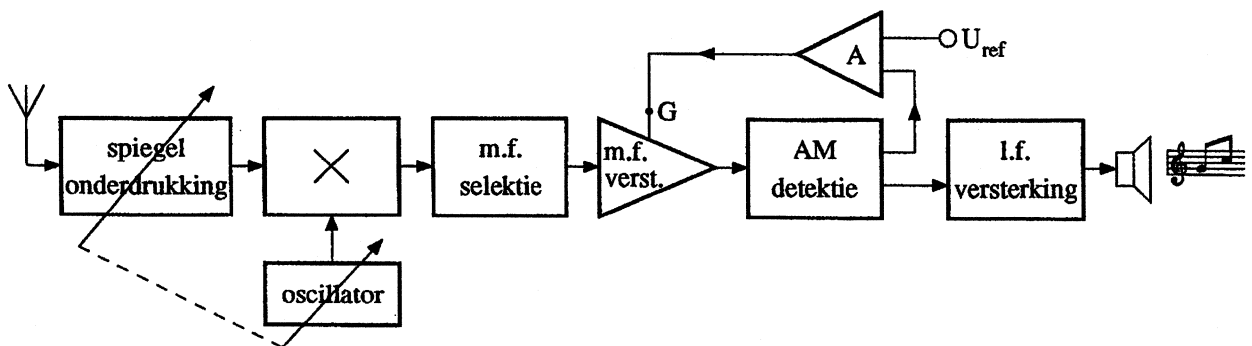 A
U_ref
G
spiegel
onderdrukking
m.f.
selektie
m.f.
verst.
AM
detektie
l.f.
versterking
oscillator